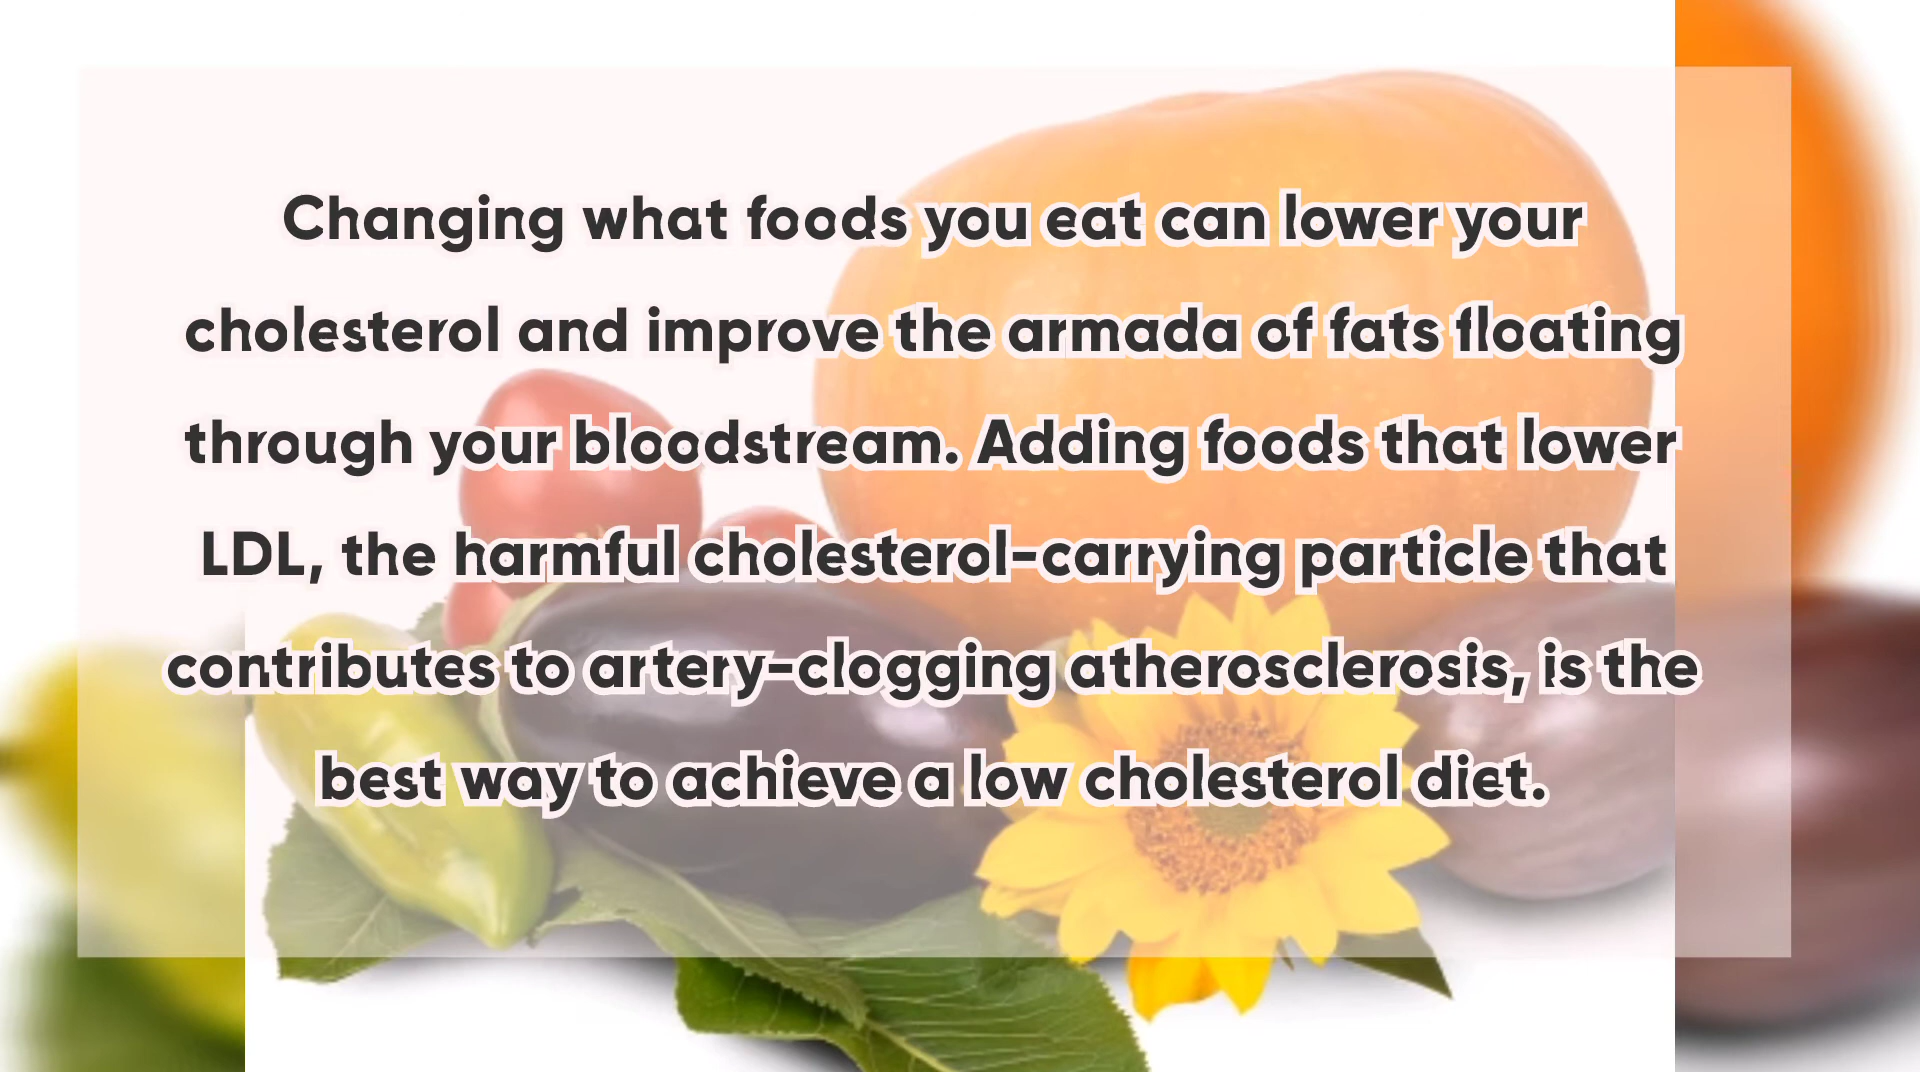 Changing what foods you eat can lower your
cholesterol and improve the armada of fats floating
through your bloodstream. Adding foods that lower
LDL, the harmful cholesterol-carrying particle that
contributes to artery-clogging atherosclerosis, is the
best way to achieve a low cholesterol diet.